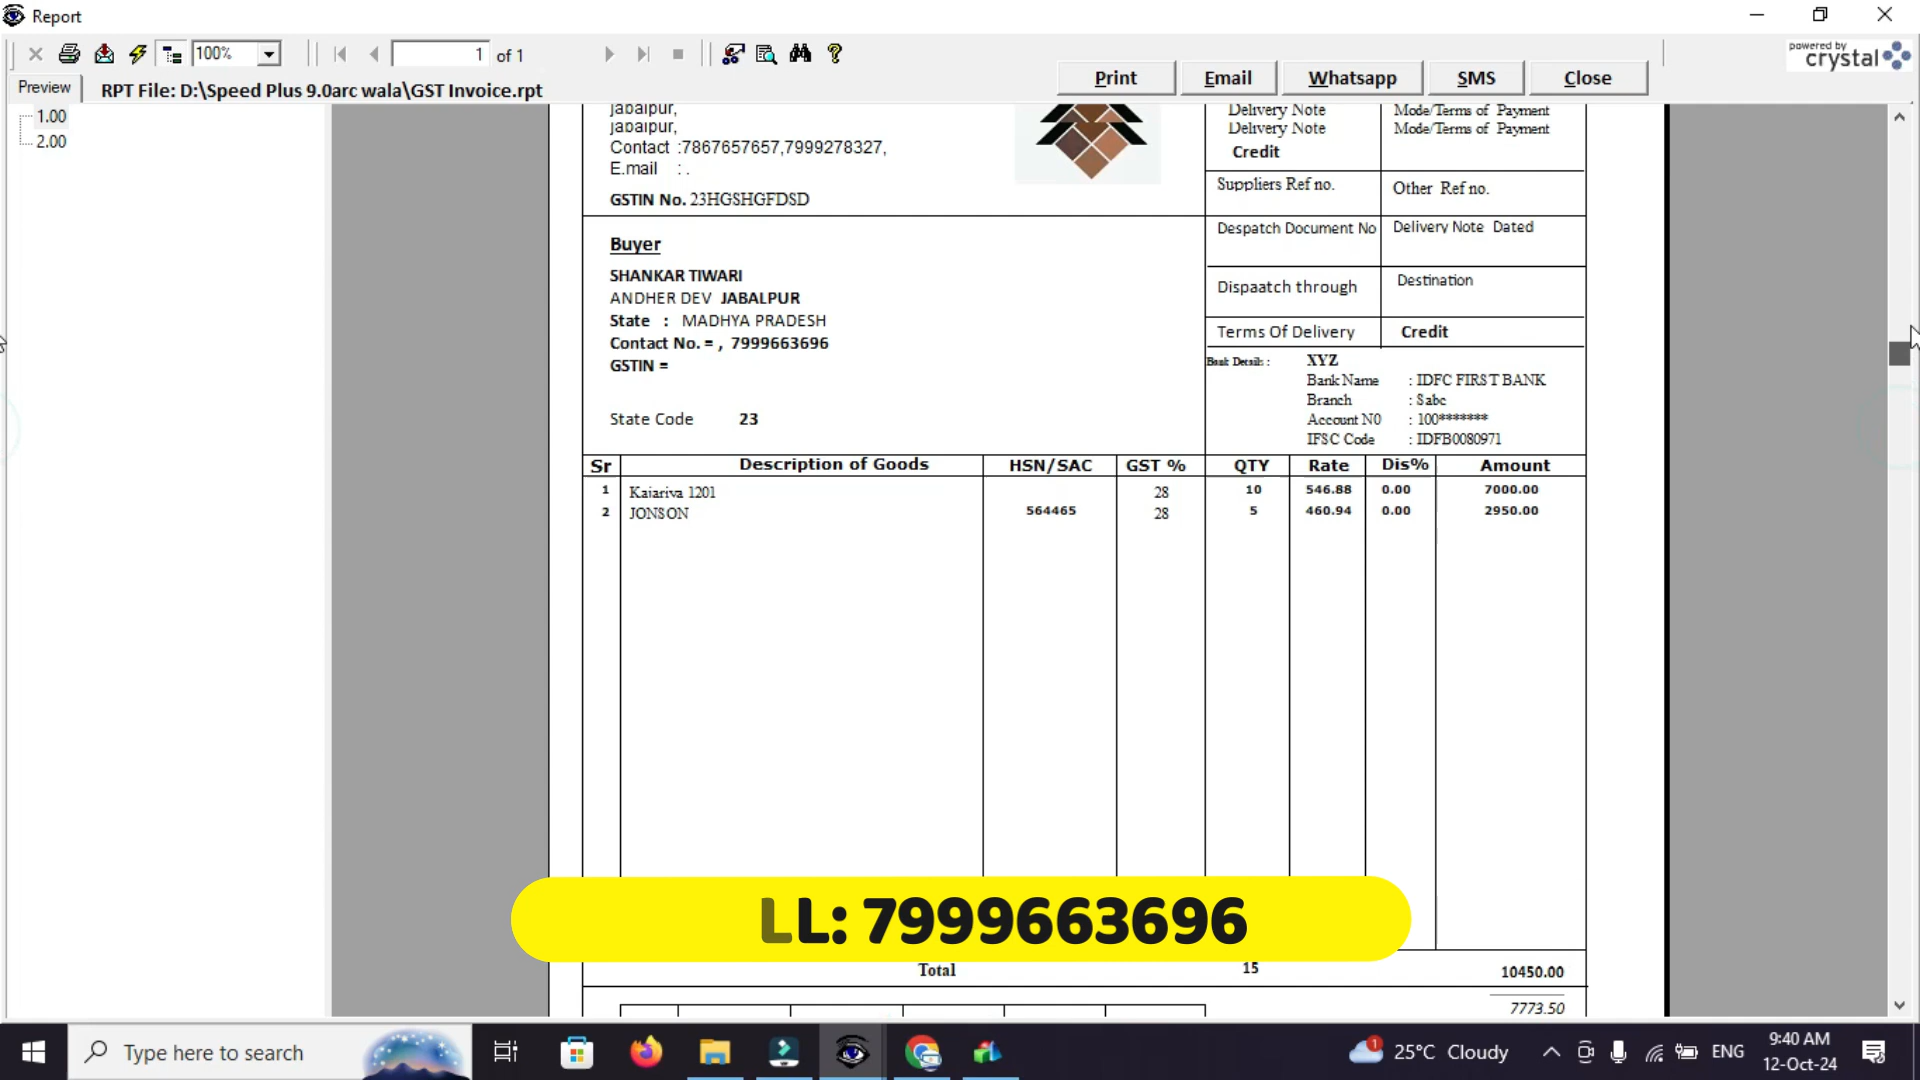 Report
100%
1 of 1
powered by
crystal
Print Email Whatsapp SMS Close
Preview RPT File: D:\Speed Plus 9.0arc wala\GST Invoice.rpt
1.00
2.00
Jabalpur,
Jabalpur,
Contact :7867657657,7999278327,
E.mail : .
GSTIN No. 23HGSHGFDSD
Delivery Note Mode/Terms of Payment
Delivery Note Mode/Terms of Payment
Credit
Suppliers Ref no. Other Ref no.
Despatch Document No Delivery Note Dated
Dispaatch through Destination
Terms Of Delivery Credit
Buyer
SHANKAR TIWARI
ANDHER DEV JABALPUR
State : MADHYA PRADESH
Contact No. = , 7999663696
GSTIN =
State Code 23
Bank Details : XYZ
Bank Name : IDFC FIRST BANK
Branch : Sabc
Account N0 : 100*******
IFSC Code : IDFB0080971
Sr Description of Goods HSN/SAC GST % QTY Rate Dis% Amount
1 Kaiariva 1201 28 10 546.88 0.00 7000.00
2 JONSON 564465 28 5 460.94 0.00 2950.00
LL: 7999663696
Total 15 10450.00
7773.50
Type here to search
1
25°C Cloudy
ENG
9:40 AM
12-Oct-24